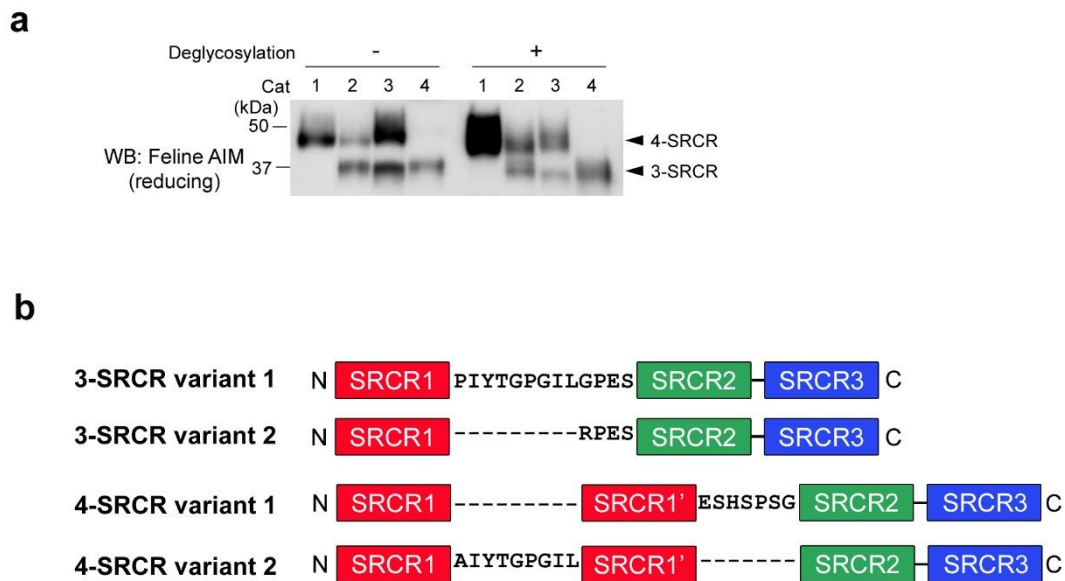 a
Deglycosylation - +
Cat 1 2 3 4 1 2 3 4
(kDa)
50
4-SRCR
WB: Feline AIM
(reducing)
37
3-SRCR
b
3-SRCR variant 1 N SRCR1 PIYTGPGILGPES SRCR2 SRCR3 C
3-SRCR variant 2 N SRCR1 ---------RPES SRCR2 SRCR3 C
4-SRCR variant 1 N SRCR1 --------- SRCR1’ ESHSPSG SRCR2 SRCR3 C
4-SRCR variant 2 N SRCR1 AIYTGPGIL SRCR1’ ------- SRCR2 SRCR3 C